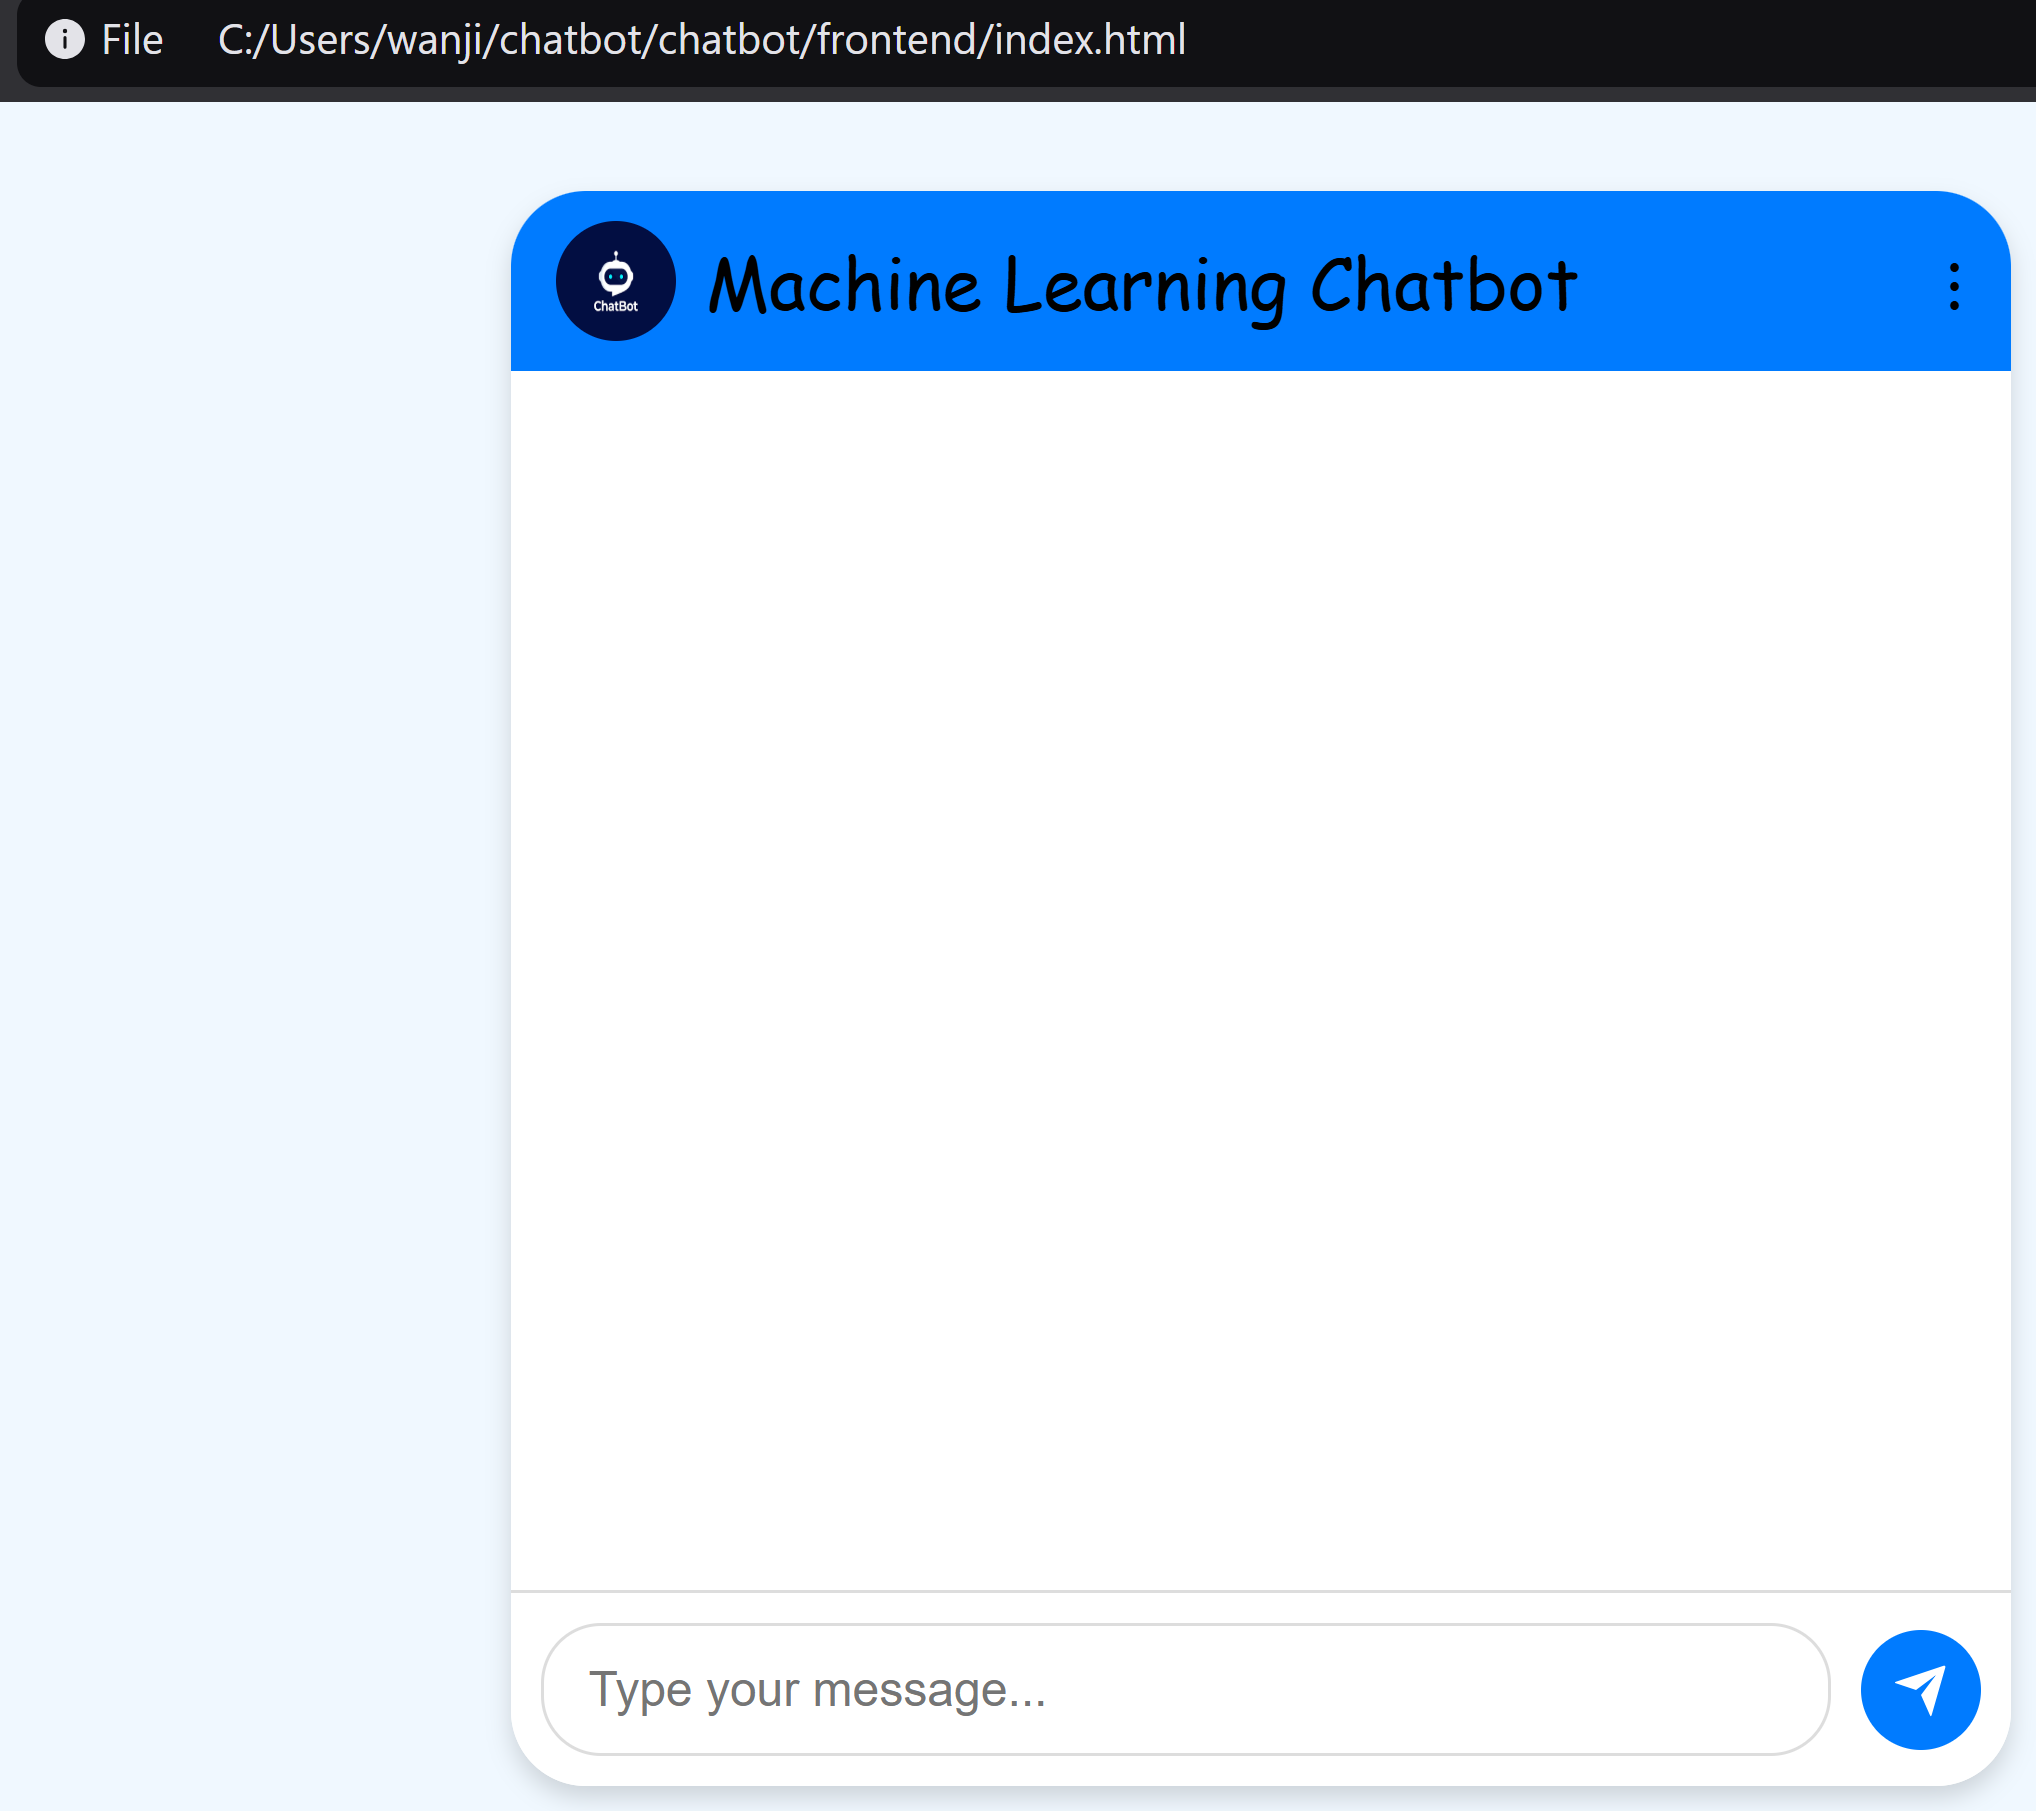 File C:/Users/wanji/chatbot/chatbot/frontend/index.html
ChatBot
Machine Learning Chatbot
Type your message...